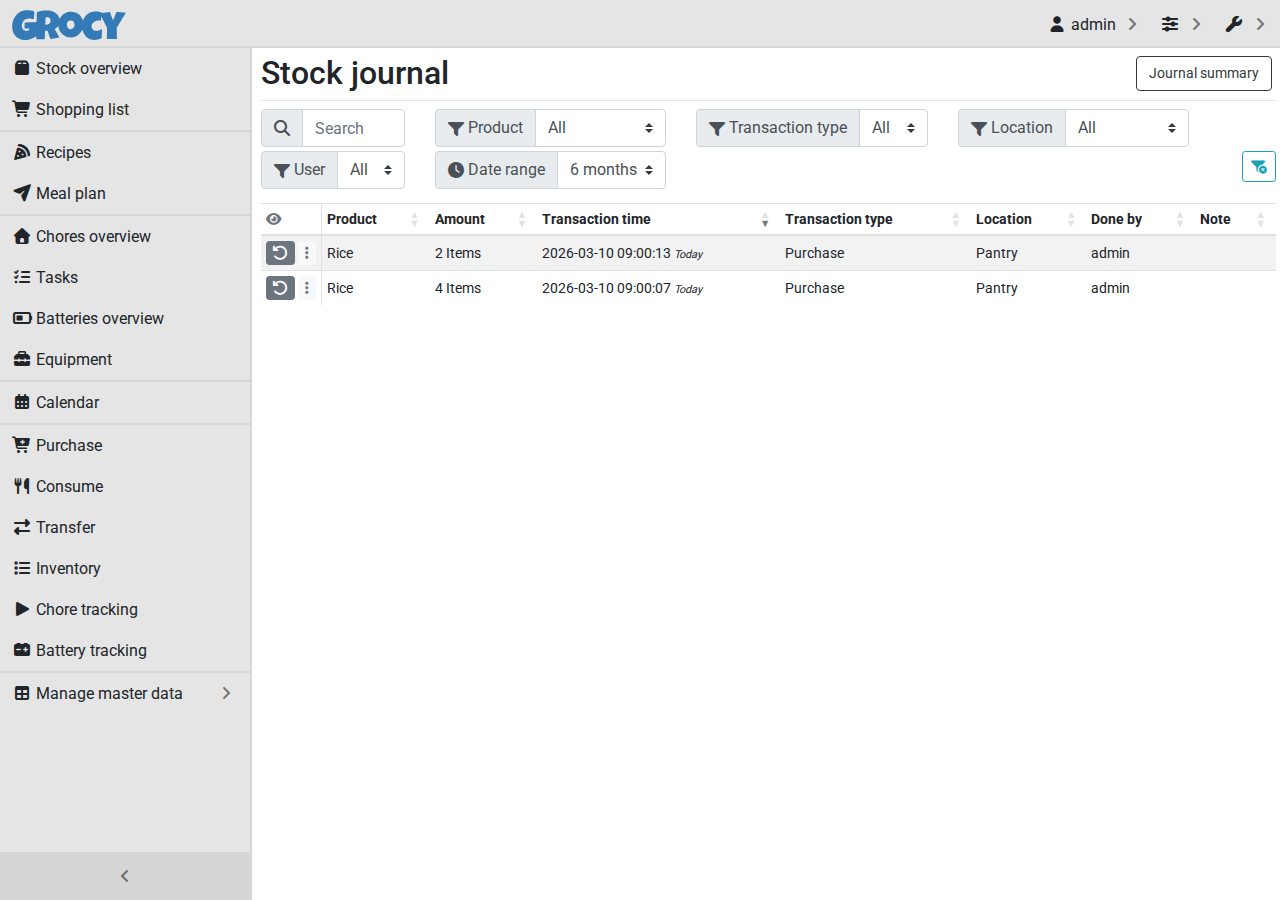 GROCY
admin
Stock overview
Shopping list
Recipes
Meal plan
Chores overview
Tasks
Batteries overview
Equipment
Calendar
Purchase
Consume
Transfer
Inventory
Chore tracking
Battery tracking
Manage master data
Stock journal
Journal summary
Search
Product All
Transaction type All
Location All
User All
Date range 6 months
Product Amount Transaction time Transaction type Location Done by Note
Rice 2 Items 2026-03-10 09:00:13 Today Purchase Pantry admin
Rice 4 Items 2026-03-10 09:00:07 Today Purchase Pantry admin